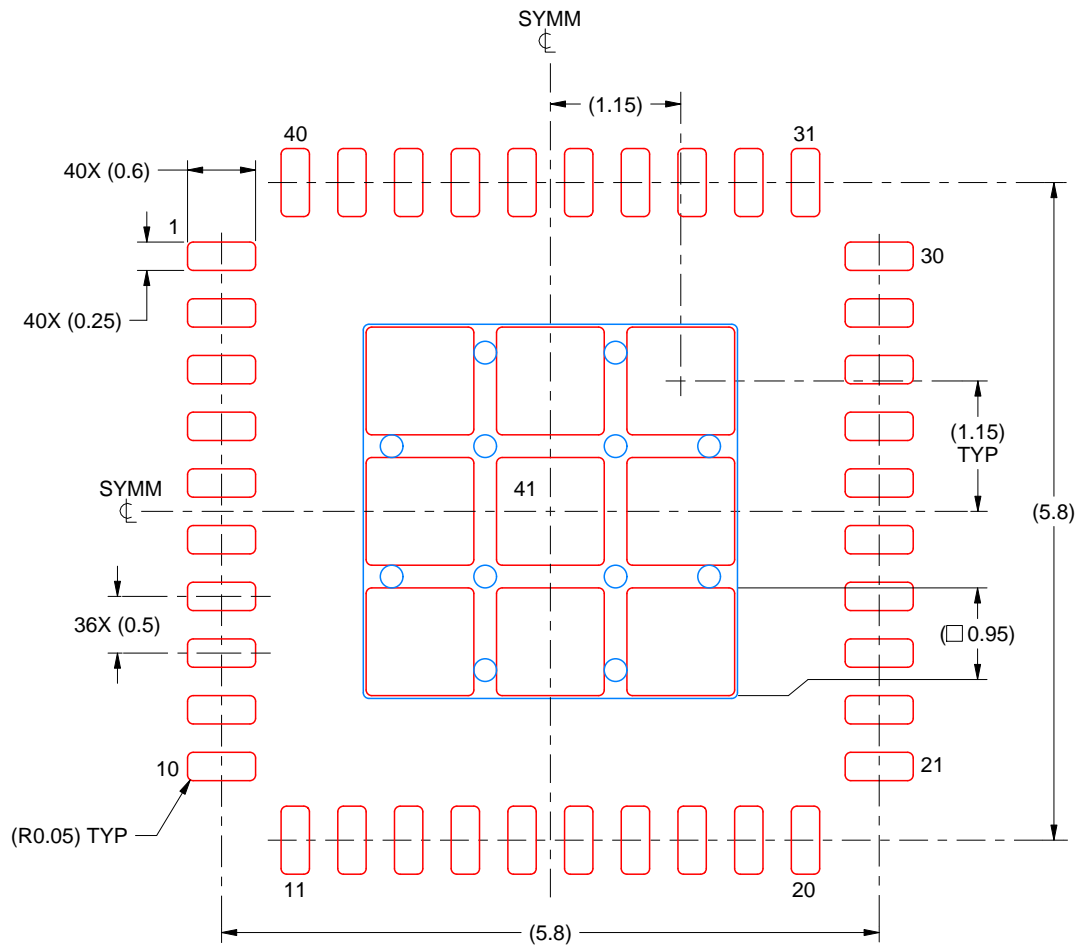 SYMM
(1.15)
40
31
40X (0.6)
1
30
40X (0.25)
(1.15)
TYP
41
SYMM
(5.8)
36X (0.5)
(□ 0.95)
10
21
(R0.05) TYP
11
20
(5.8)